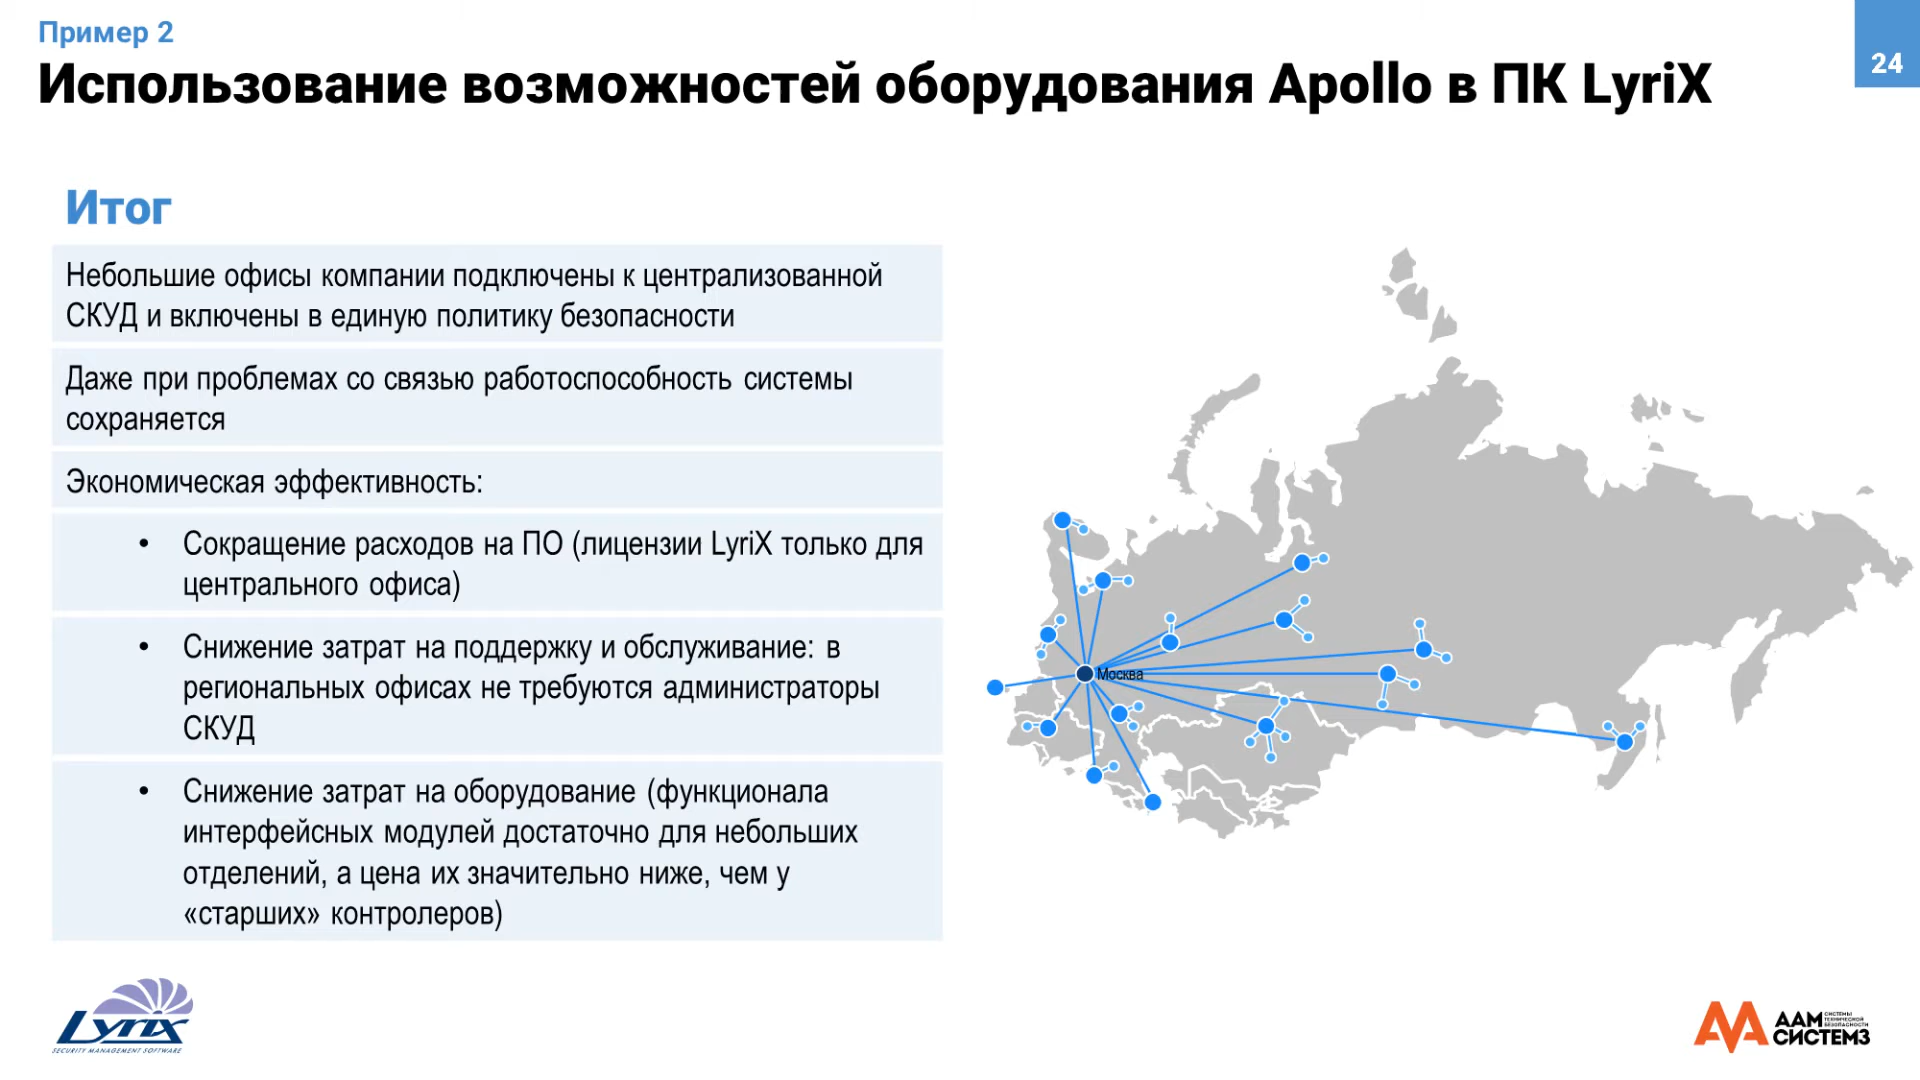 Пример 2
Использование возможностей оборудования Apollo в ПК LyriX
24
Итог
Небольшие офисы компании подключены к централизованной
СКУД и включены в единую политику безопасности
Даже при проблемах со связью работоспособность системы
сохраняется
Экономическая эффективность:
• Сокращение расходов на ПО (лицензии LyriX только для
центрального офиса)
• Снижение затрат на поддержку и обслуживание: в
региональных офисах не требуются администраторы
СКУД
• Снижение затрат на оборудование (функционала
интерфейсных модулей достаточно для небольших
отделений, а цена их значительно ниже, чем у
«старших» контролеров)
Москва
Lyrix
SECURITY MANAGEMENT SOFTWARE
ААМ
СИСТЕМЗ
СИСТЕМЫ
ТЕХНИЧЕСКОЙ
БЕЗОПАСНОСТИ